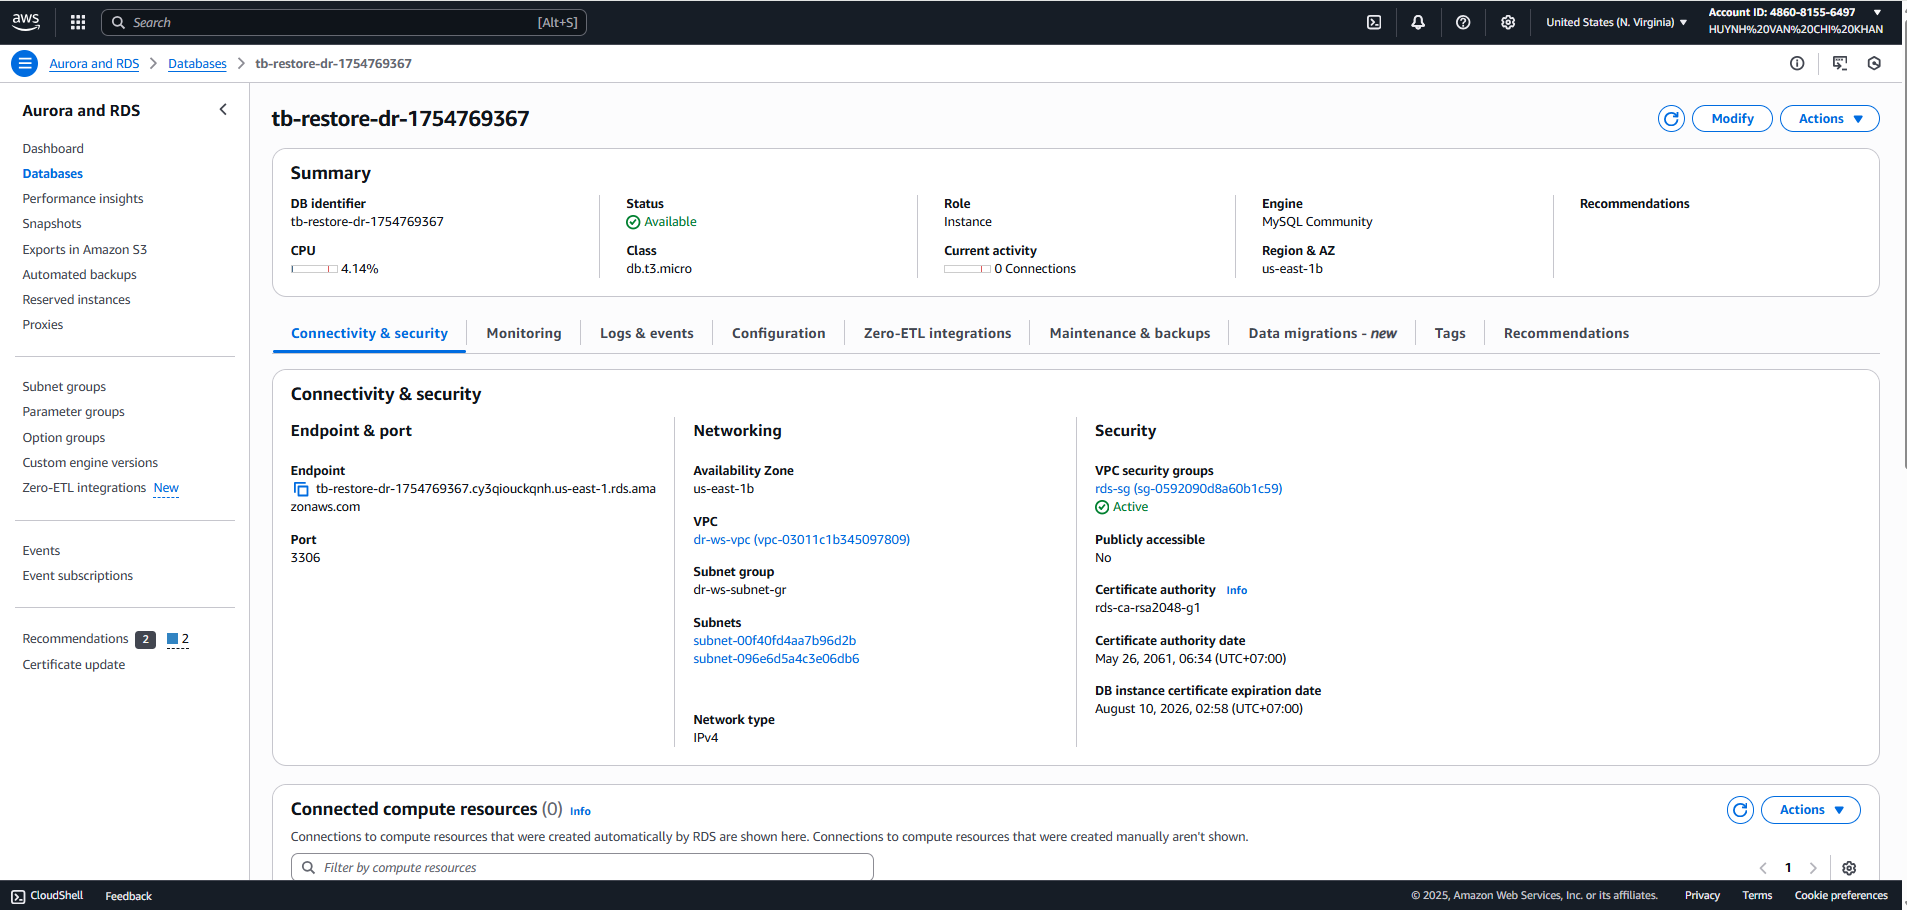 aws
Search [Alt+S]
United States (N. Virginia)
Account ID: 4860-8155-6497
HUYNH%20VAN%20CHI%20KHAN
Aurora and RDS
Databases
tb-restore-dr-1754769367
Aurora and RDS
Dashboard
Databases
Performance insights
Snapshots
Exports in Amazon S3
Automated backups
Reserved instances
Proxies
Subnet groups
Parameter groups
Option groups
Custom engine versions
Zero-ETL integrations New
Events
Event subscriptions
Recommendations 2 2
Certificate update
tb-restore-dr-1754769367
Modify
Actions
Summary
DB identifier
tb-restore-dr-1754769367
CPU
4.14%
Status
Available
Class
db.t3.micro
Role
Instance
Current activity
0 Connections
Engine
MySQL Community
Region & AZ
us-east-1b
Recommendations
Connectivity & security
Monitoring
Logs & events
Configuration
Zero-ETL integrations
Maintenance & backups
Data migrations - new
Tags
Recommendations
Connectivity & security
Endpoint & port
Endpoint
tb-restore-dr-1754769367.cy3qiouckqnh.us-east-1.rds.ama
zonaws.com
Port
3306
Networking
Availability Zone
us-east-1b
VPC
dr-ws-vpc (vpc-03011c1b345097809)
Subnet group
dr-ws-subnet-gr
Subnets
subnet-00f40fd4aa7b96d2b
subnet-096e6d5a4c3e06db6
Network type
IPv4
Security
VPC security groups
rds-sg (sg-0592090d8a60b1c59)
Active
Publicly accessible
No
Certificate authority Info
rds-ca-rsa2048-g1
Certificate authority date
May 26, 2061, 06:34 (UTC+07:00)
DB instance certificate expiration date
August 10, 2026, 02:58 (UTC+07:00)
Connected compute resources (0) Info
Actions
Connections to compute resources that were created automatically by RDS are shown here. Connections to compute resources that were created manually aren't shown.
Filter by compute resources
1
CloudShell
Feedback
© 2025, Amazon Web Services, Inc. or its affiliates.
Privacy
Terms
Cookie preferences